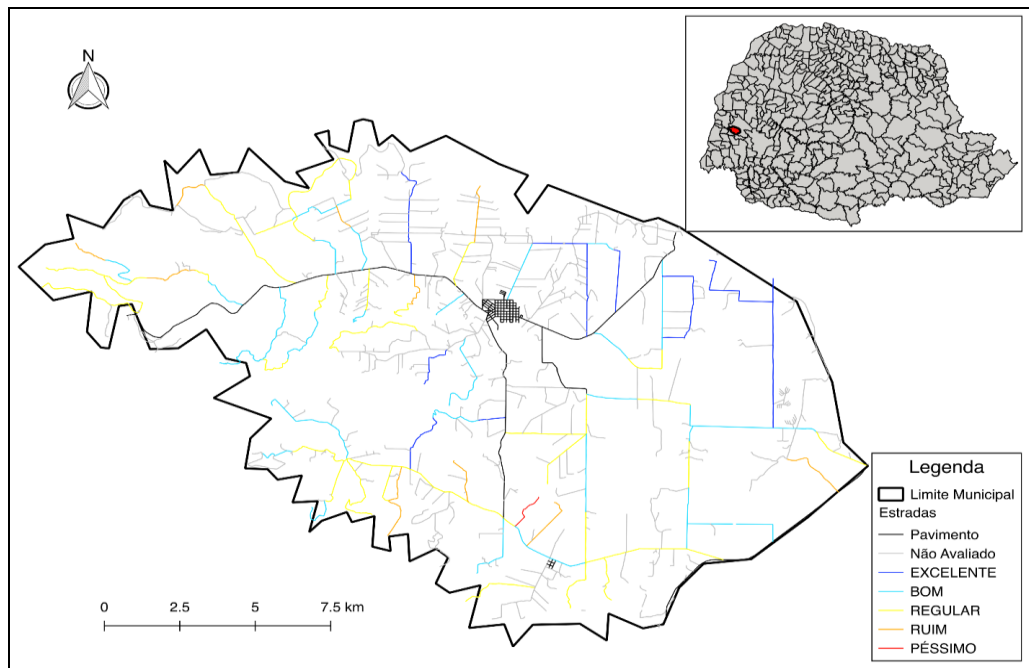 N
Legenda
Limite Municipal
Estradas
Pavimento
Não Avaliado
EXCELENTE
BOM
REGULAR
RUIM
PÉSSIMO
0 2.5 5 7.5 km